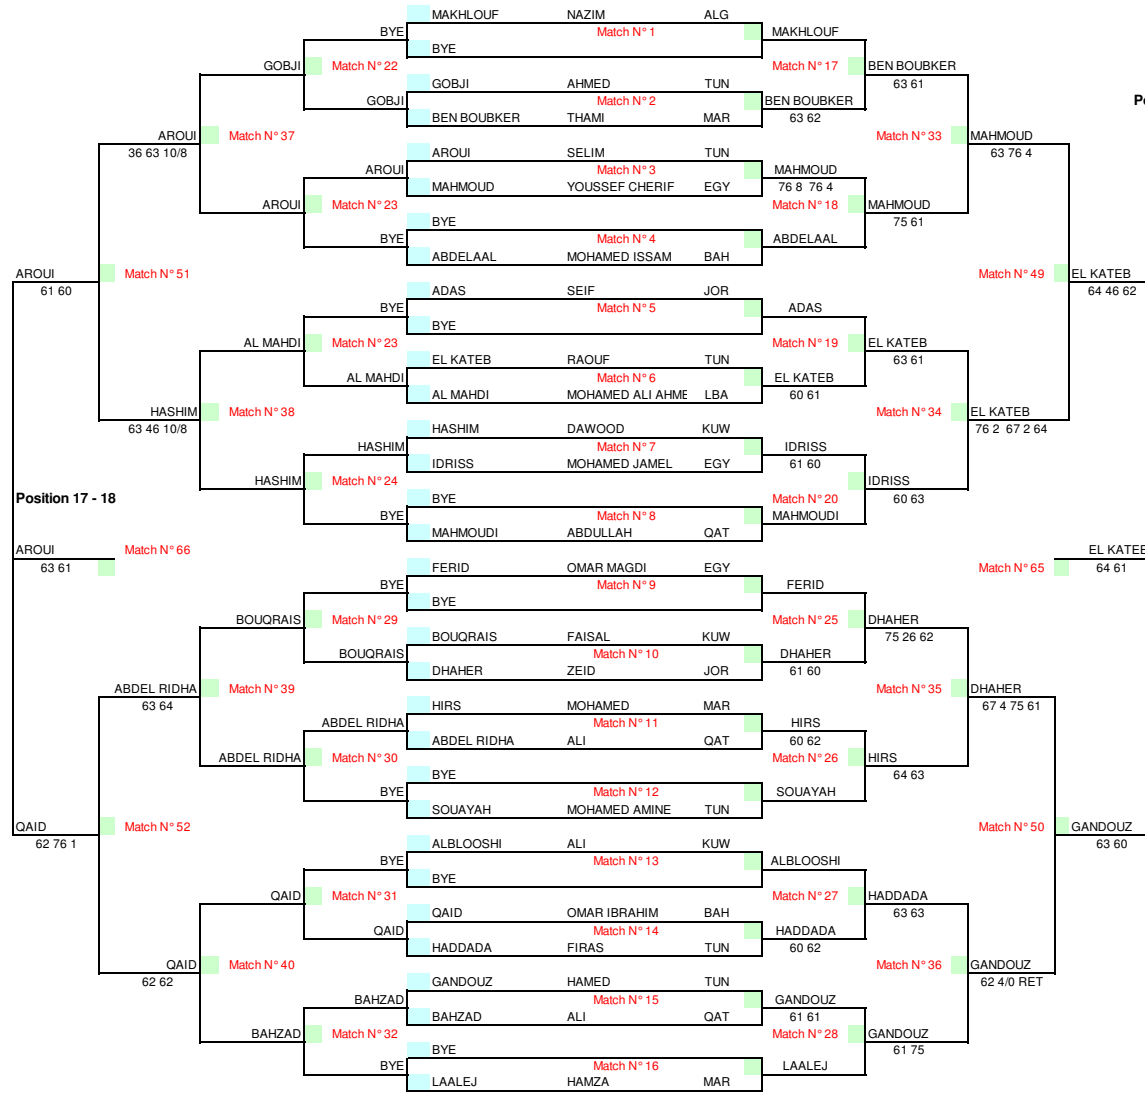 MAKHLOUF NAZIM ALG
BYE Match N° 1 MAKHLOUF
BYE
GOBJI Match N° 22 Match N° 17 BEN BOUBKER
GOBJI AHMED TUN 63 61
GOBJI Match N° 2 BEN BOUBKER Po
BEN BOUBKER THAMI MAR 63 62
AROUI Match N° 37 Match N° 33 MAHMOUD
36 63 10/8 AROUI SELIM TUN 63 76 4
AROUI Match N° 3 MAHMOUD
MAHMOUD YOUSSEF CHERIF EGY 76 8 76 4
AROUI Match N° 23 Match N° 18 MAHMOUD
BYE 75 61
BYE Match N° 4 ABDELAAL
ABDELAAL MOHAMED ISSAM BAH
AROUI Match N° 51 Match N° 49 EL KATEB
61 60 ADAS SEIF JOR 64 46 62
BYE Match N° 5 ADAS
BYE
AL MAHDI Match N° 23 Match N° 19 EL KATEB
EL KATEB RAOUF TUN 63 61
AL MAHDI Match N° 6 EL KATEB
AL MAHDI MOHAMED ALI AHME LBA 60 61
HASHIM Match N° 38 Match N° 34 EL KATEB
63 46 10/8 HASHIM DAWOOD KUW 76 2 67 2 64
HASHIM Match N° 7 IDRISS
IDRISS MOHAMED JAMEL EGY 61 60
HASHIM Match N° 24 IDRISS
Position 17 - 18 BYE Match N° 20 60 63
BYE Match N° 8 MAHMOUDI
MAHMOUDI ABDULLAH QAT
AROUI Match N° 66 EL KATEB
63 61 FERID OMAR MAGDI EGY Match N° 65 64 61
BYE Match N° 9 FERID
BYE
BOUQRAIS Match N° 29 Match N° 25 DHAHER
BOUQRAIS FAISAL KUW 75 26 62
BOUQRAIS Match N° 10 DHAHER
DHAHER ZEID JOR 61 60
ABDEL RIDHA Match N° 39 Match N° 35 DHAHER
63 64 HIRS MOHAMED MAR 67 4 75 61
ABDEL RIDHA Match N° 11 HIRS
ABDEL RIDHA ALI QAT 60 62
ABDEL RIDHA Match N° 30 Match N° 26 HIRS
BYE 64 63
BYE Match N° 12 SOUAYAH
SOUAYAH MOHAMED AMINE TUN
QAID Match N° 52 Match N° 50 GANDOUZ
62 76 1 ALBLOOSHI ALI KUW 63 60
BYE Match N° 13 ALBLOOSHI
BYE
QAID Match N° 31 Match N° 27 HADDADA
QAID OMAR IBRAHIM BAH 63 63
QAID Match N° 14 HADDADA
HADDADA FIRAS TUN 60 62
QAID Match N° 40 Match N° 36 GANDOUZ
62 62 GANDOUZ HAMED TUN 62 4/0 RET
BAHZAD Match N° 15 GANDOUZ
BAHZAD ALI QAT 61 61
BAHZAD Match N° 32 Match N° 28 GANDOUZ
BYE 61 75
BYE Match N° 16 LAALEJ
LAALEJ HAMZA MAR